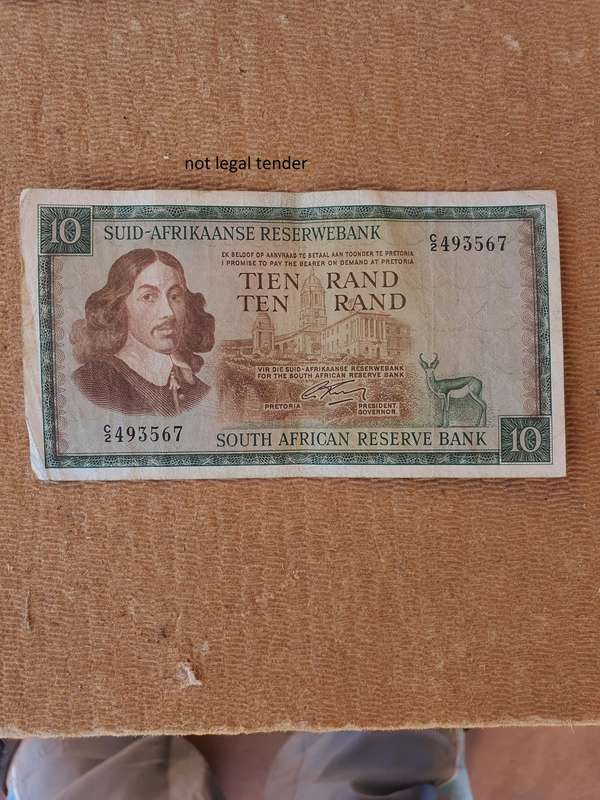 not legal tender
10
SUID-AFRIKAANSE RESERWEBANK
C/2 493567
EK BELOOF OP AANVRAAG TE BETAAL AAN TOONDER TE PRETORIA
I PROMISE TO PAY THE BEARER ON DEMAND AT PRETORIA
TIEN RAND
TEN RAND
VIR DIE SUID-AFRIKAANSE RESERWEBANK
FOR THE SOUTH AFRICAN RESERVE BANK
PRETORIA
PRESIDENT
GOVERNOR
C/2 493567
SOUTH AFRICAN RESERVE BANK
10